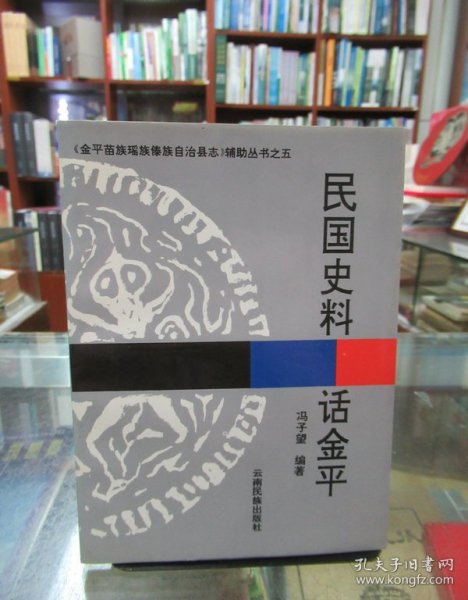 《金平苗族瑶族傣族自治县志》辅助丛书之五
民国史料
话金平
冯子望 编著
云南民族出版社
孔夫子旧书网
www.kongfz.com